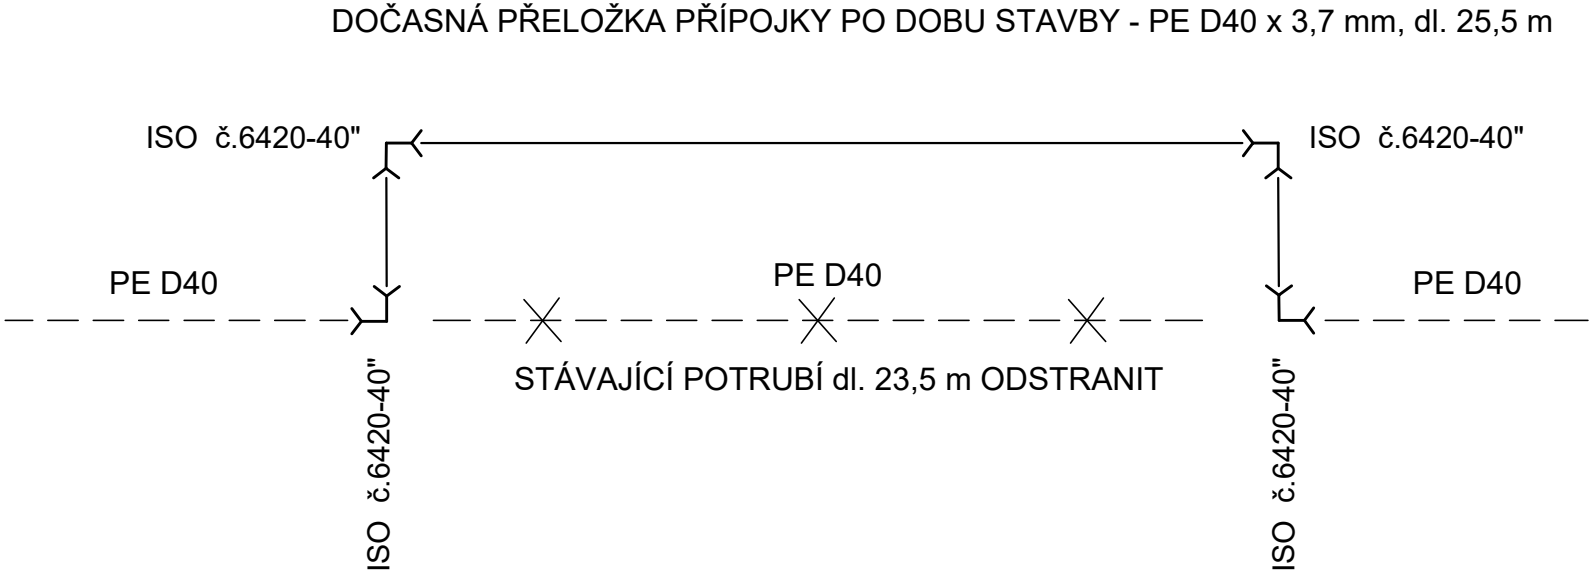 DOČASNÁ PŘELOŽKA PŘÍPOJKY PO DOBU STAVBY - PE D40 x 3,7 mm, dl. 25,5 m
ISO č.6420-40"
ISO č.6420-40"
PE D40
PE D40
PE D40
STÁVAJÍCÍ POTRUBÍ dl. 23,5 m ODSTRANIT
ISO č.6420-40"
ISO č.6420-40"